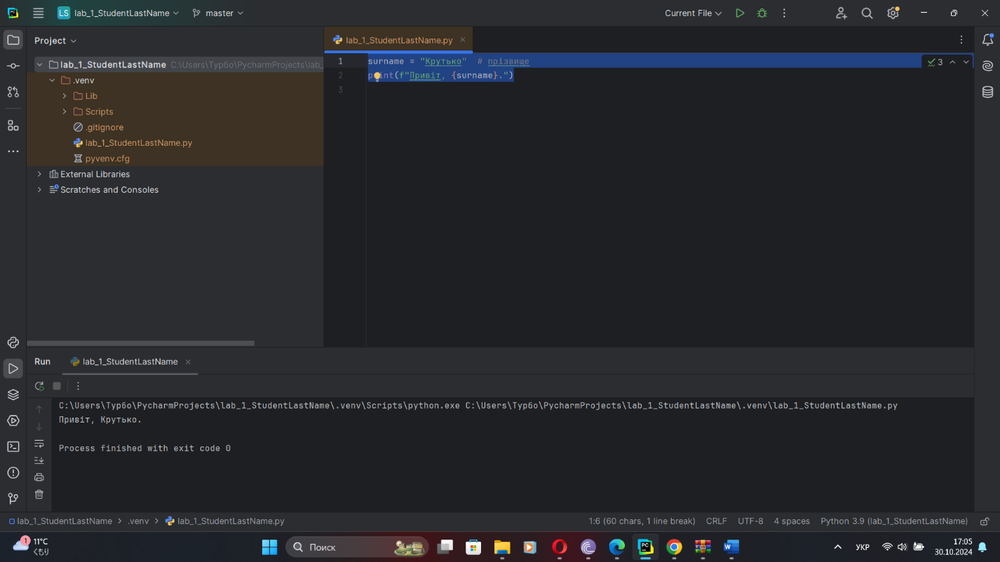 LS lab_1_StudentLastName master Current File
Project
lab_1_StudentLastName.py
lab_1_StudentLastName C:\Users\Турбо\PycharmProjects\lab_
.venv
Lib
Scripts
.gitignore
lab_1_StudentLastName.py
pyvenv.cfg
External Libraries
Scratches and Consoles
1 surname = "Крутько"  # прізвище
3
2 print(f"Привіт, {surname}.")
3
Run lab_1_StudentLastName
C:\Users\Турбо\PycharmProjects\lab_1_StudentLastName\.venv\Scripts\python.exe C:\Users\Турбо\PycharmProjects\lab_1_StudentLastName\.venv\lab_1_StudentLastName.py
Привіт, Крутько.
Process finished with exit code 0
lab_1_StudentLastName > .venv > lab_1_StudentLastName.py
1:6 (60 chars, 1 line break) CRLF UTF-8 4 spaces Python 3.9 (lab_1_StudentLastName)
1 11°C
くもり
Поиск
УКР
17:05
30.10.2024